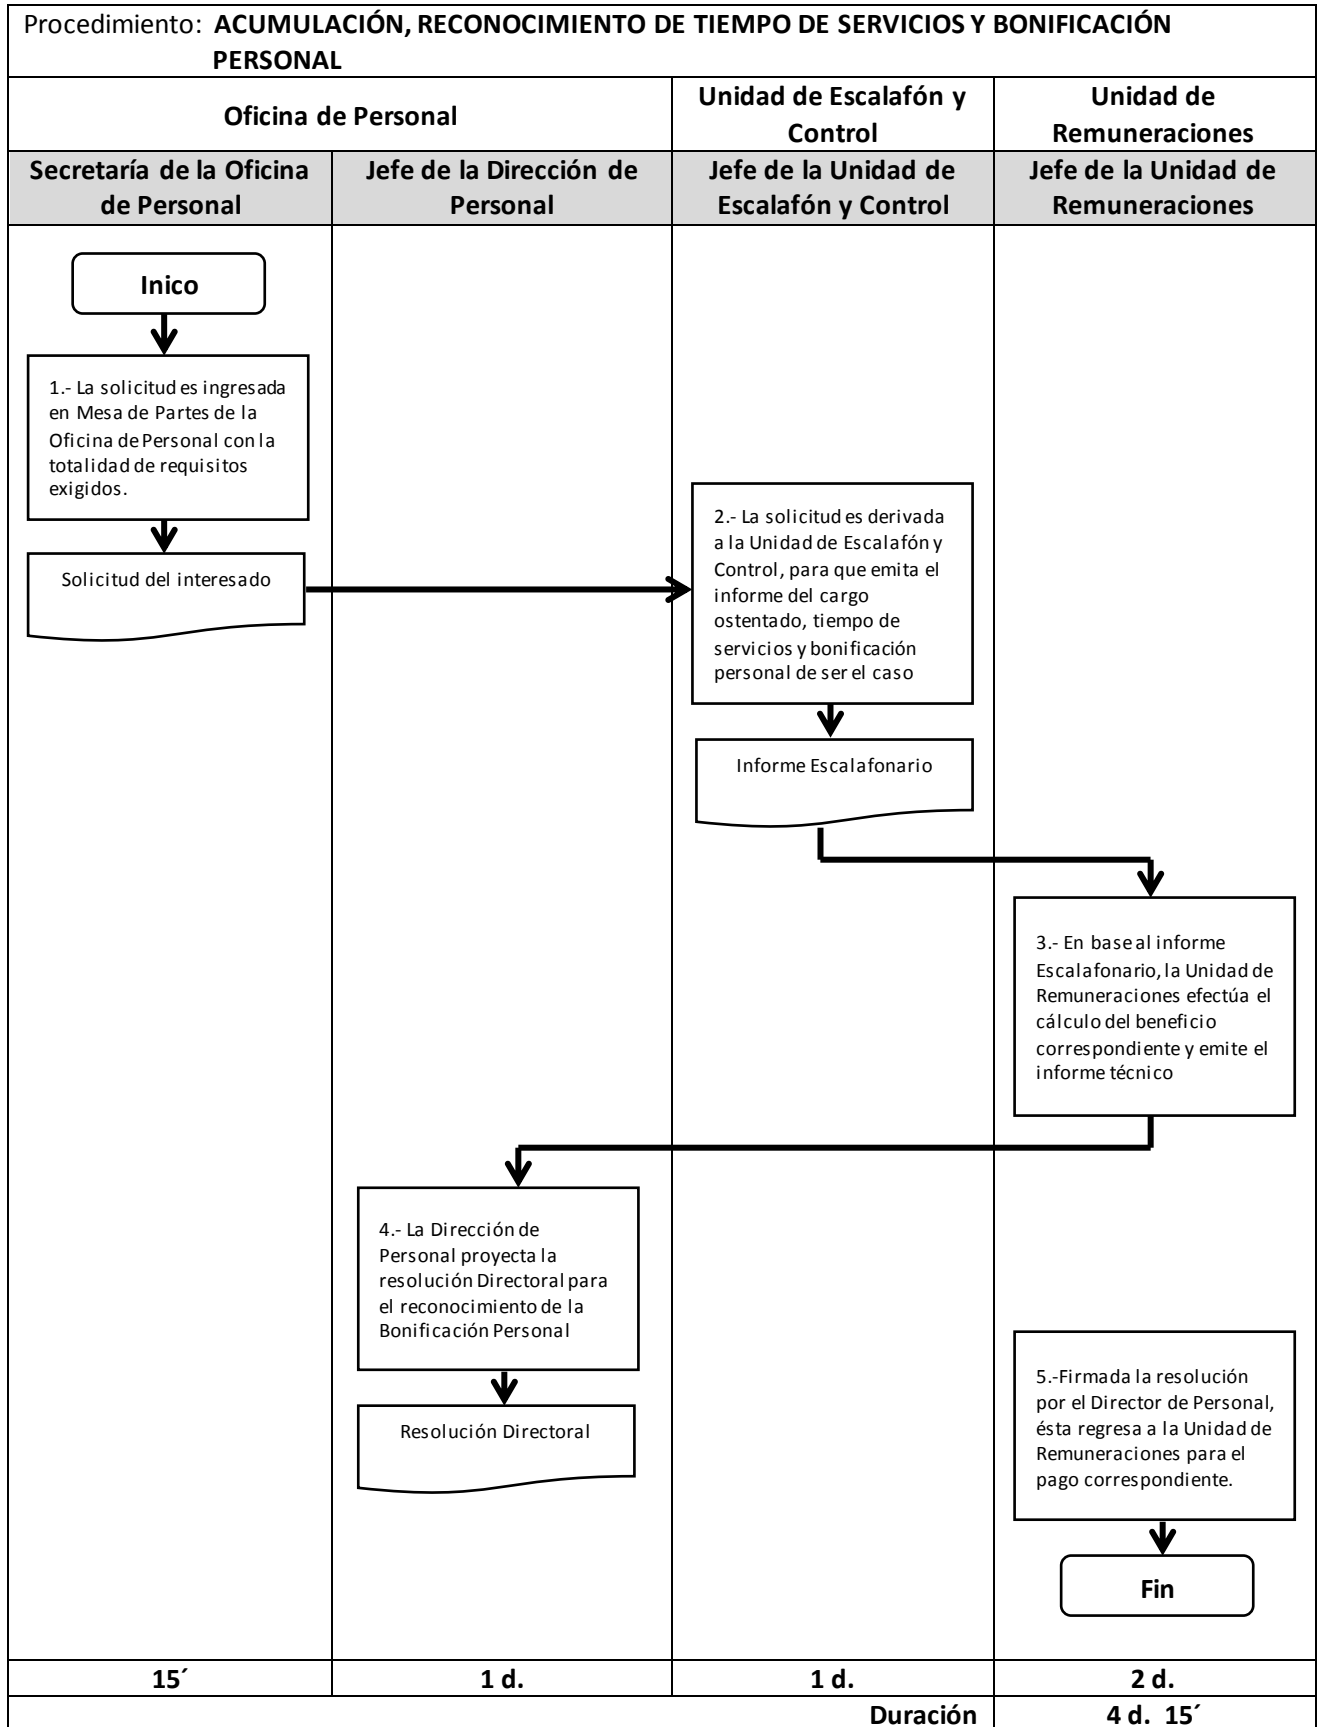 Procedimiento: ACUMULACIÓN, RECONOCIMIENTO DE TIEMPO DE SERVICIOS Y BONIFICACIÓN
PERSONAL
Oficina de Personal
Unidad de Escalafón y
Control
Unidad de
Remuneraciones
Secretaría de la Oficina
de Personal
Jefe de la Dirección de
Personal
Jefe de la Unidad de
Escalafón y Control
Jefe de la Unidad de
Remuneraciones
Inico
1.- La solicitud es ingresada
en Mesa de Partes de la
Oficina de Personal con la
totalidad de requisitos
exigidos.
Solicitud del interesado
2.- La solicitud es derivada
a la Unidad de Escalafón y
Control, para que emita el
informe del cargo
ostentado, tiempo de
servicios y bonificación
personal de ser el caso
Informe Escalafonario
3.- En base al informe
Escalafonario, la Unidad de
Remuneraciones efectúa el
cálculo del beneficio
correspondiente y emite el
informe técnico
4.- La Dirección de
Personal proyecta la
resolución Directoral para
el reconocimiento de la
Bonificación Personal
Resolución Directoral
5.-Firmada la resolución
por el Director de Personal,
ésta regresa a la Unidad de
Remuneraciones para el
pago correspondiente.
Fin
15´
1 d.
1 d.
2 d.
Duración
4 d. 15´